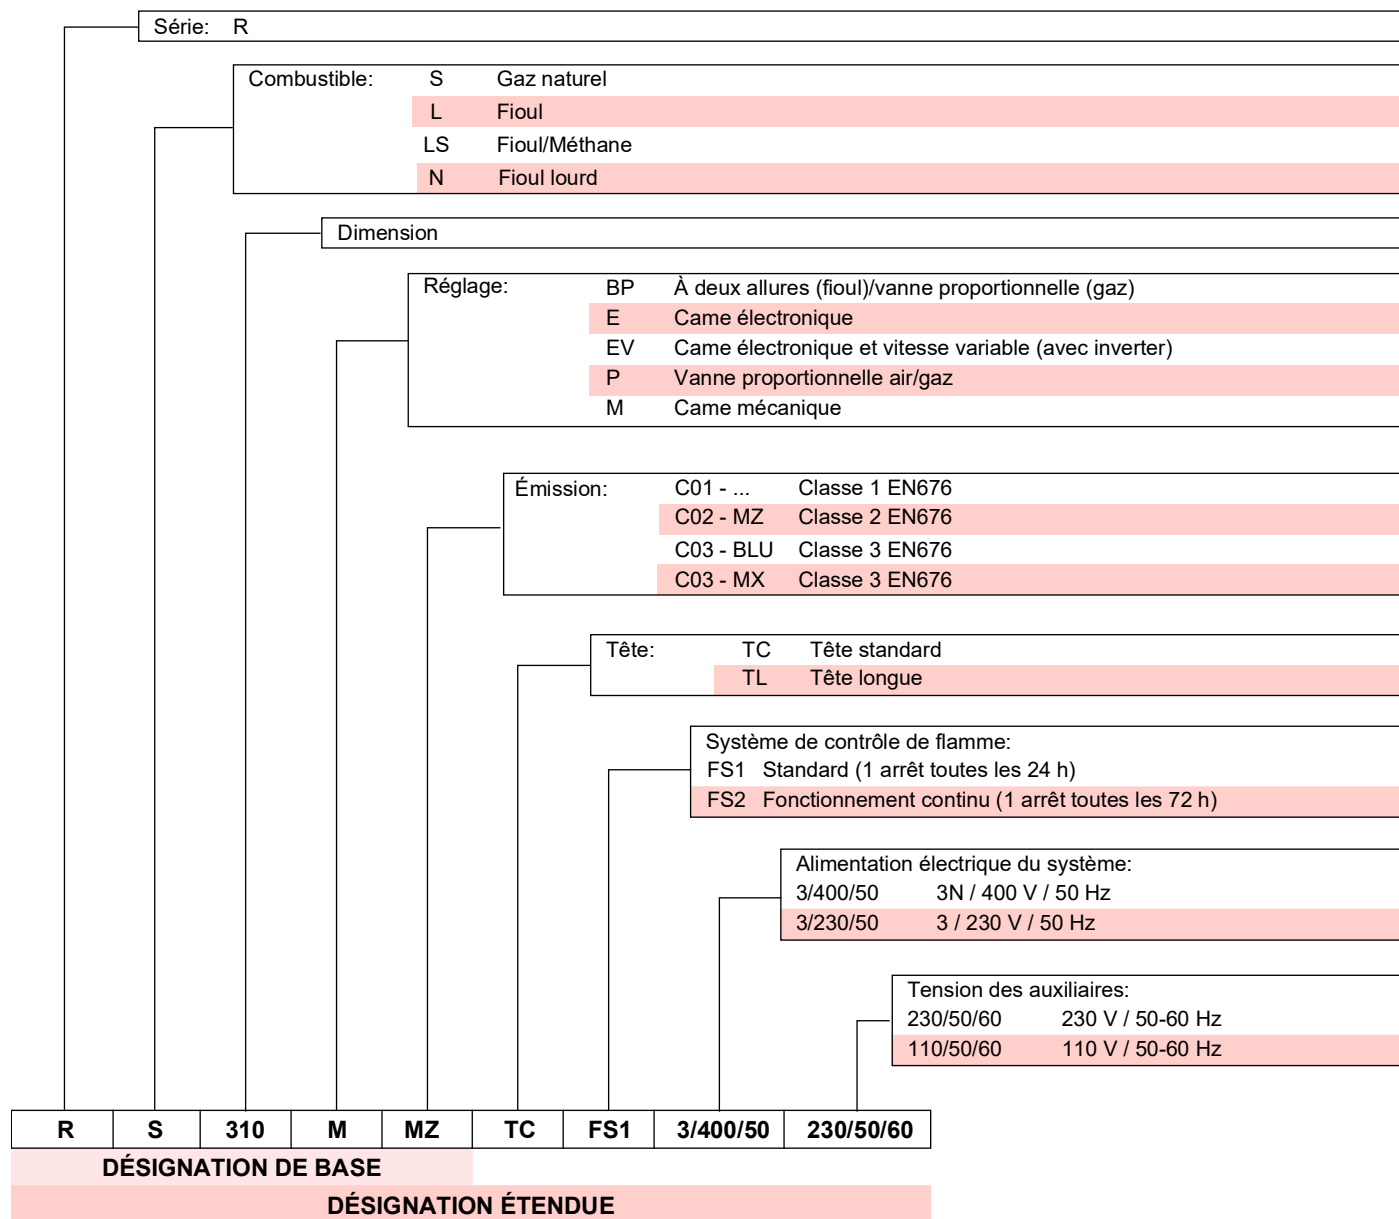 Série: R
Combustible: S Gaz naturel
L Fioul
LS Fioul/Méthane
N Fioul lourd
Dimension
Réglage: BP À deux allures (fioul)/vanne proportionnelle (gaz)
E Came électronique
EV Came électronique et vitesse variable (avec inverter)
P Vanne proportionnelle air/gaz
M Came mécanique
Émission: C01 - ... Classe 1 EN676
C02 - MZ Classe 2 EN676
C03 - BLU Classe 3 EN676
C03 - MX Classe 3 EN676
Tête: TC Tête standard
TL Tête longue
Système de contrôle de flamme:
FS1 Standard (1 arrêt toutes les 24 h)
FS2 Fonctionnement continu (1 arrêt toutes les 72 h)
Alimentation électrique du système:
3/400/50 3N / 400 V / 50 Hz
3/230/50 3 / 230 V / 50 Hz
Tension des auxiliaires:
230/50/60 230 V / 50-60 Hz
110/50/60 110 V / 50-60 Hz
R S 310 M MZ TC FS1 3/400/50 230/50/60
DÉSIGNATION DE BASE
DÉSIGNATION ÉTENDUE